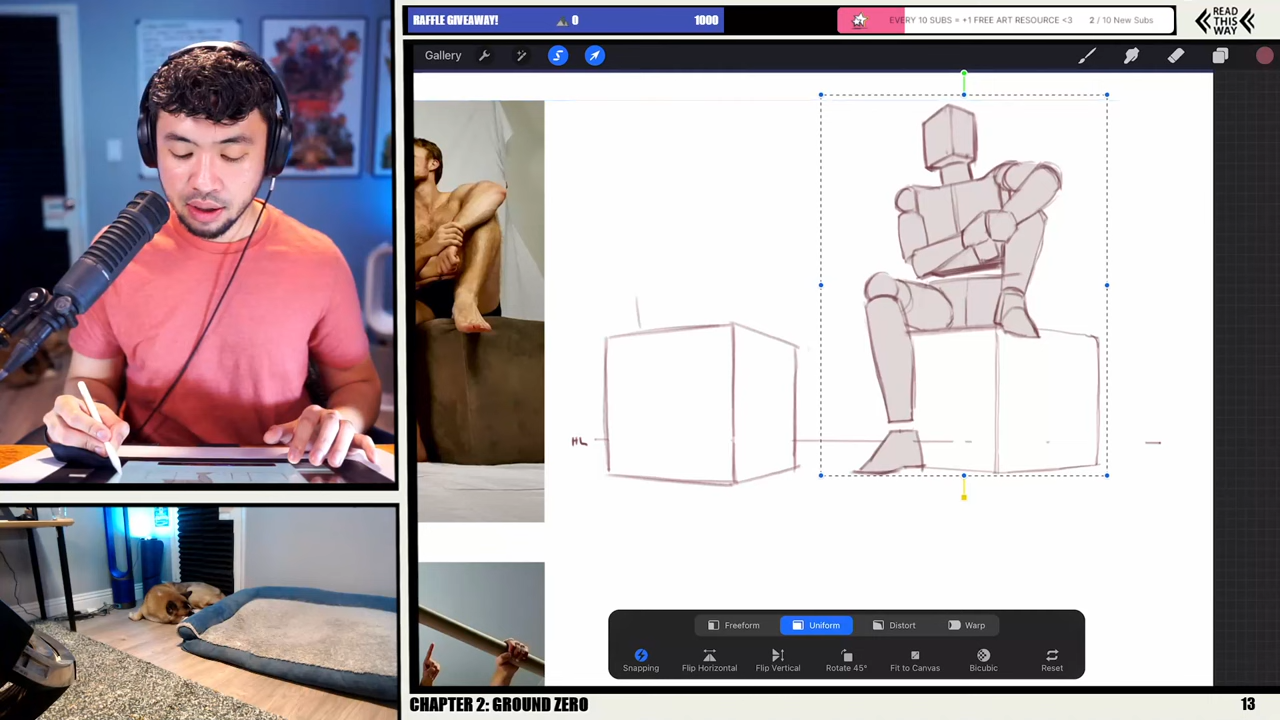 RAFFLE GIVEAWAY!
0
1000
EVERY 10 SUBS = +1 FREE ART RESOURCE <3
2 / 10 New Subs
READ
THIS
WAY
Gallery
S
HL
Freeform
Uniform
Distort
Warp
Snapping
Flip Horizontal
Flip Vertical
Rotate 45°
Fit to Canvas
Bicubic
Reset
CHAPTER 2: GROUND ZERO
13